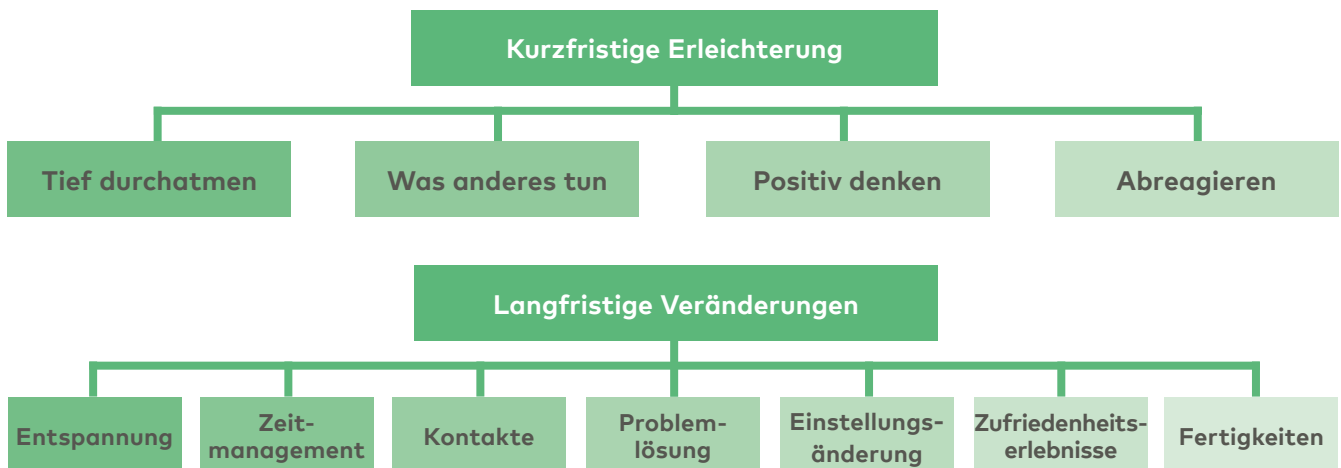 Kurzfristige Erleichterung
Tief durchatmen
Was anderes tun
Positiv denken
Abreagieren
Langfristige Veränderungen
Entspannung
Zeit-
management
Kontakte
Problem-
lösung
Einstellungs-
änderung
Zufriedenheits-
erlebnisse
Fertigkeiten